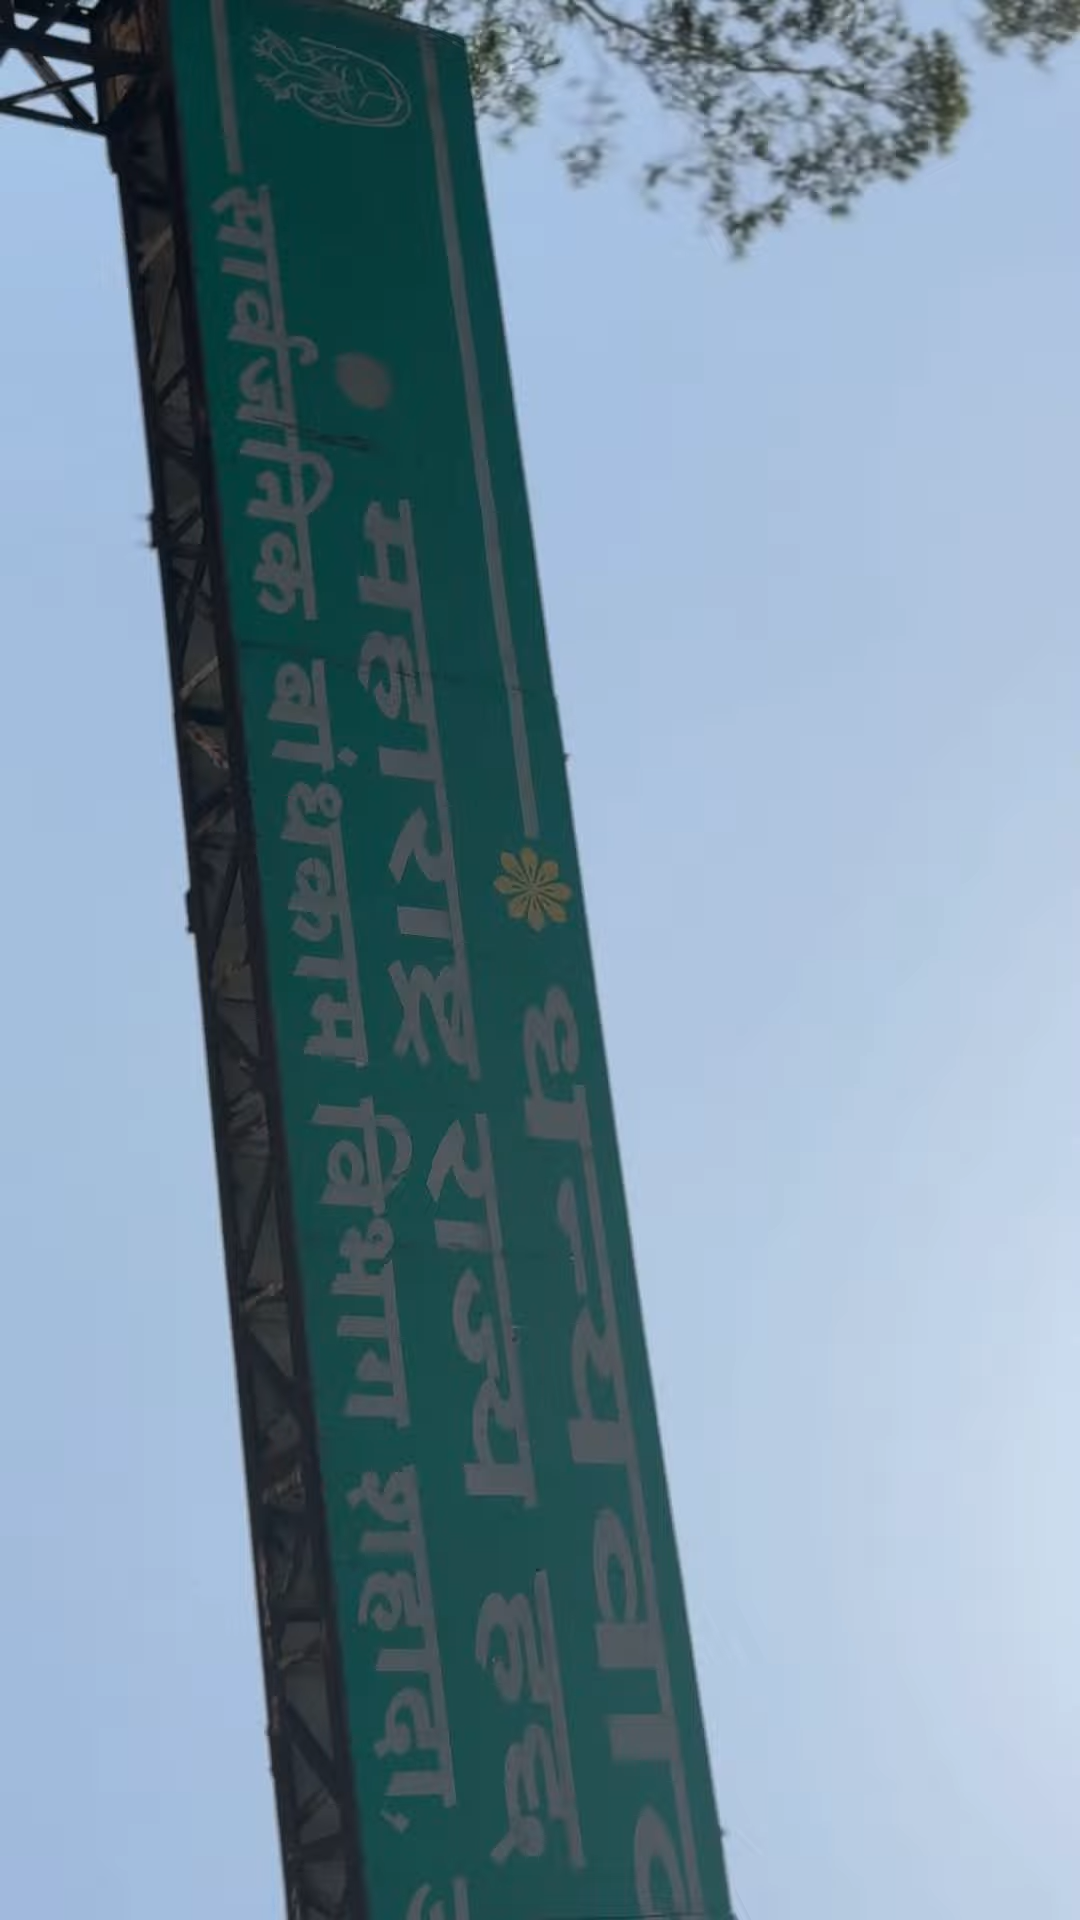 धन्यवाद
महाराष्ट्र राज्य हद्द
सार्वजनिक बांधकाम विभाग शहादा,